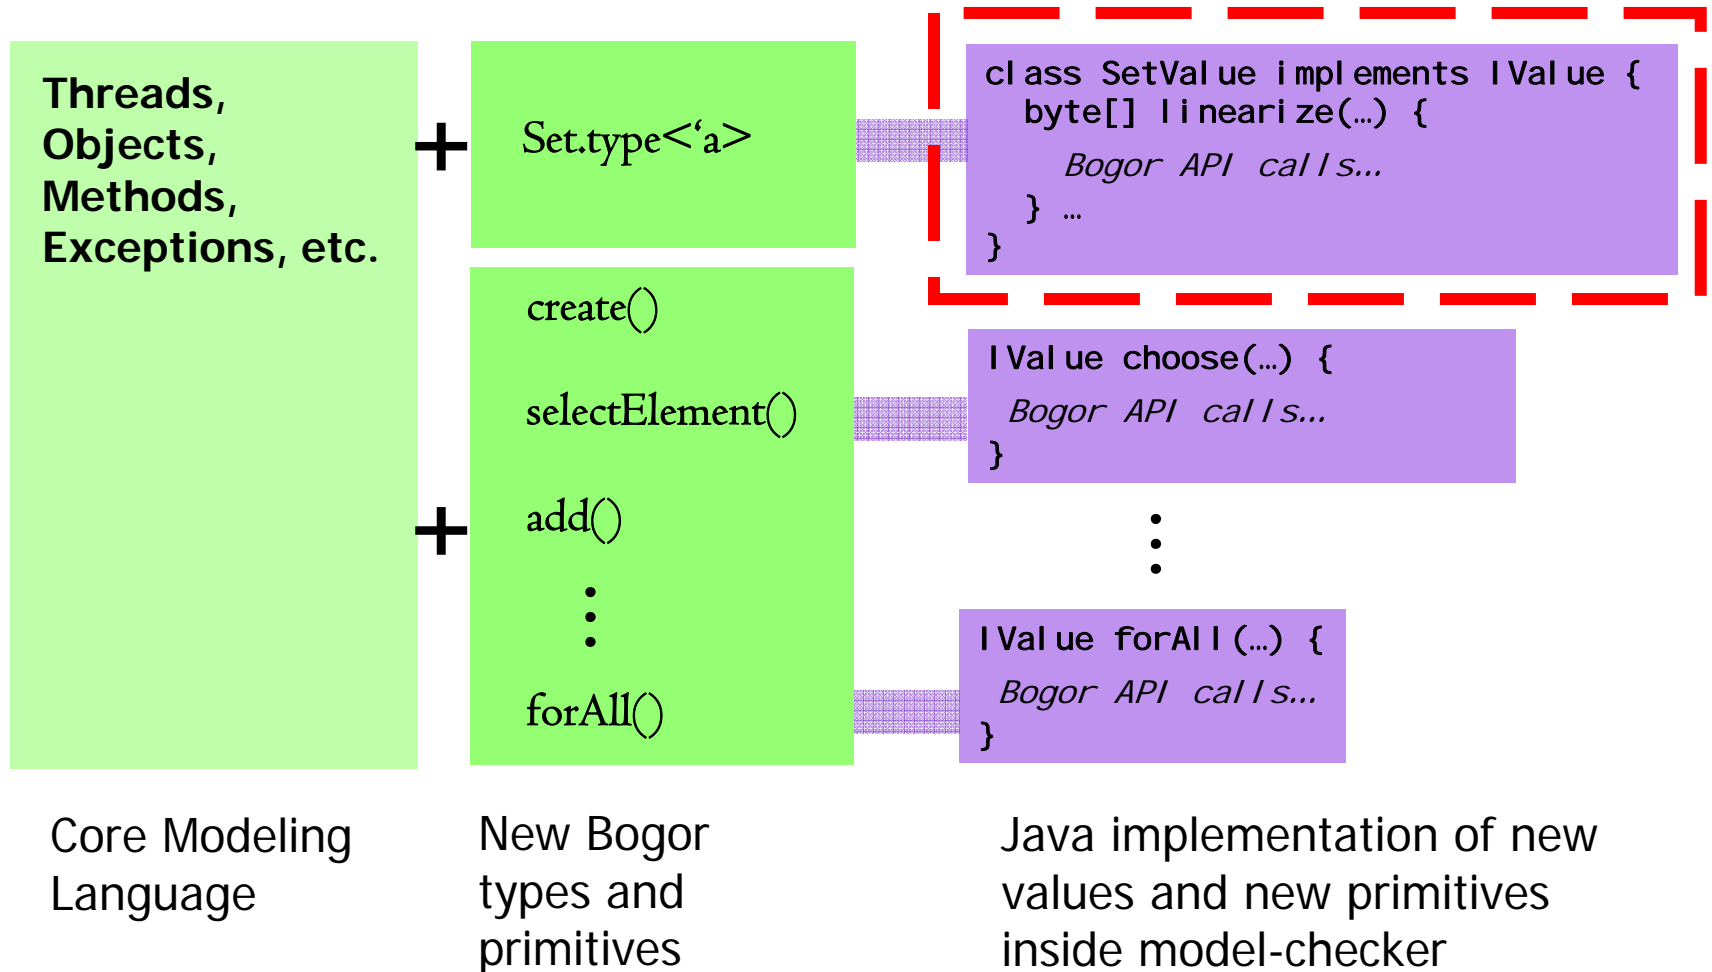 Threads,
Objects,
Methods,
Exceptions, etc.
+
Set.type<‘a>
class SetValue implements IValue {
byte[] linearize(…) {
Bogor API calls…
} …
}
+
create()
selectElement()
add()
⋮
forAll()
IValue choose(…) {
Bogor API calls…
}
⋮
IValue forAll(…) {
Bogor API calls…
}
Core Modeling
Language
New Bogor
types and
primitives
Java implementation of new
values and new primitives
inside model-checker